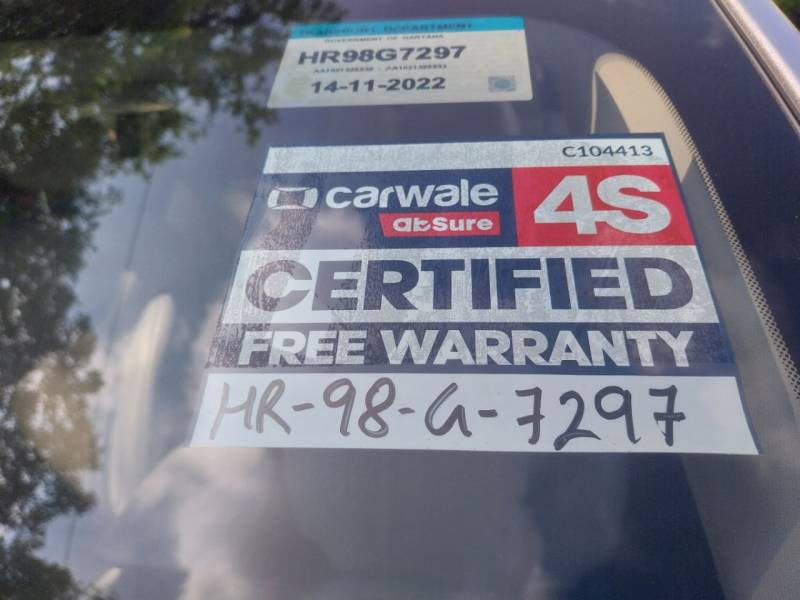 TRANSPORT DEPARTMENT
GOVERNMENT OF HARYANA
HR98G7297
14-11-2022
C104413
carwale
abSure
4S
CERTIFIED
FREE WARRANTY
HR-98-G-7297